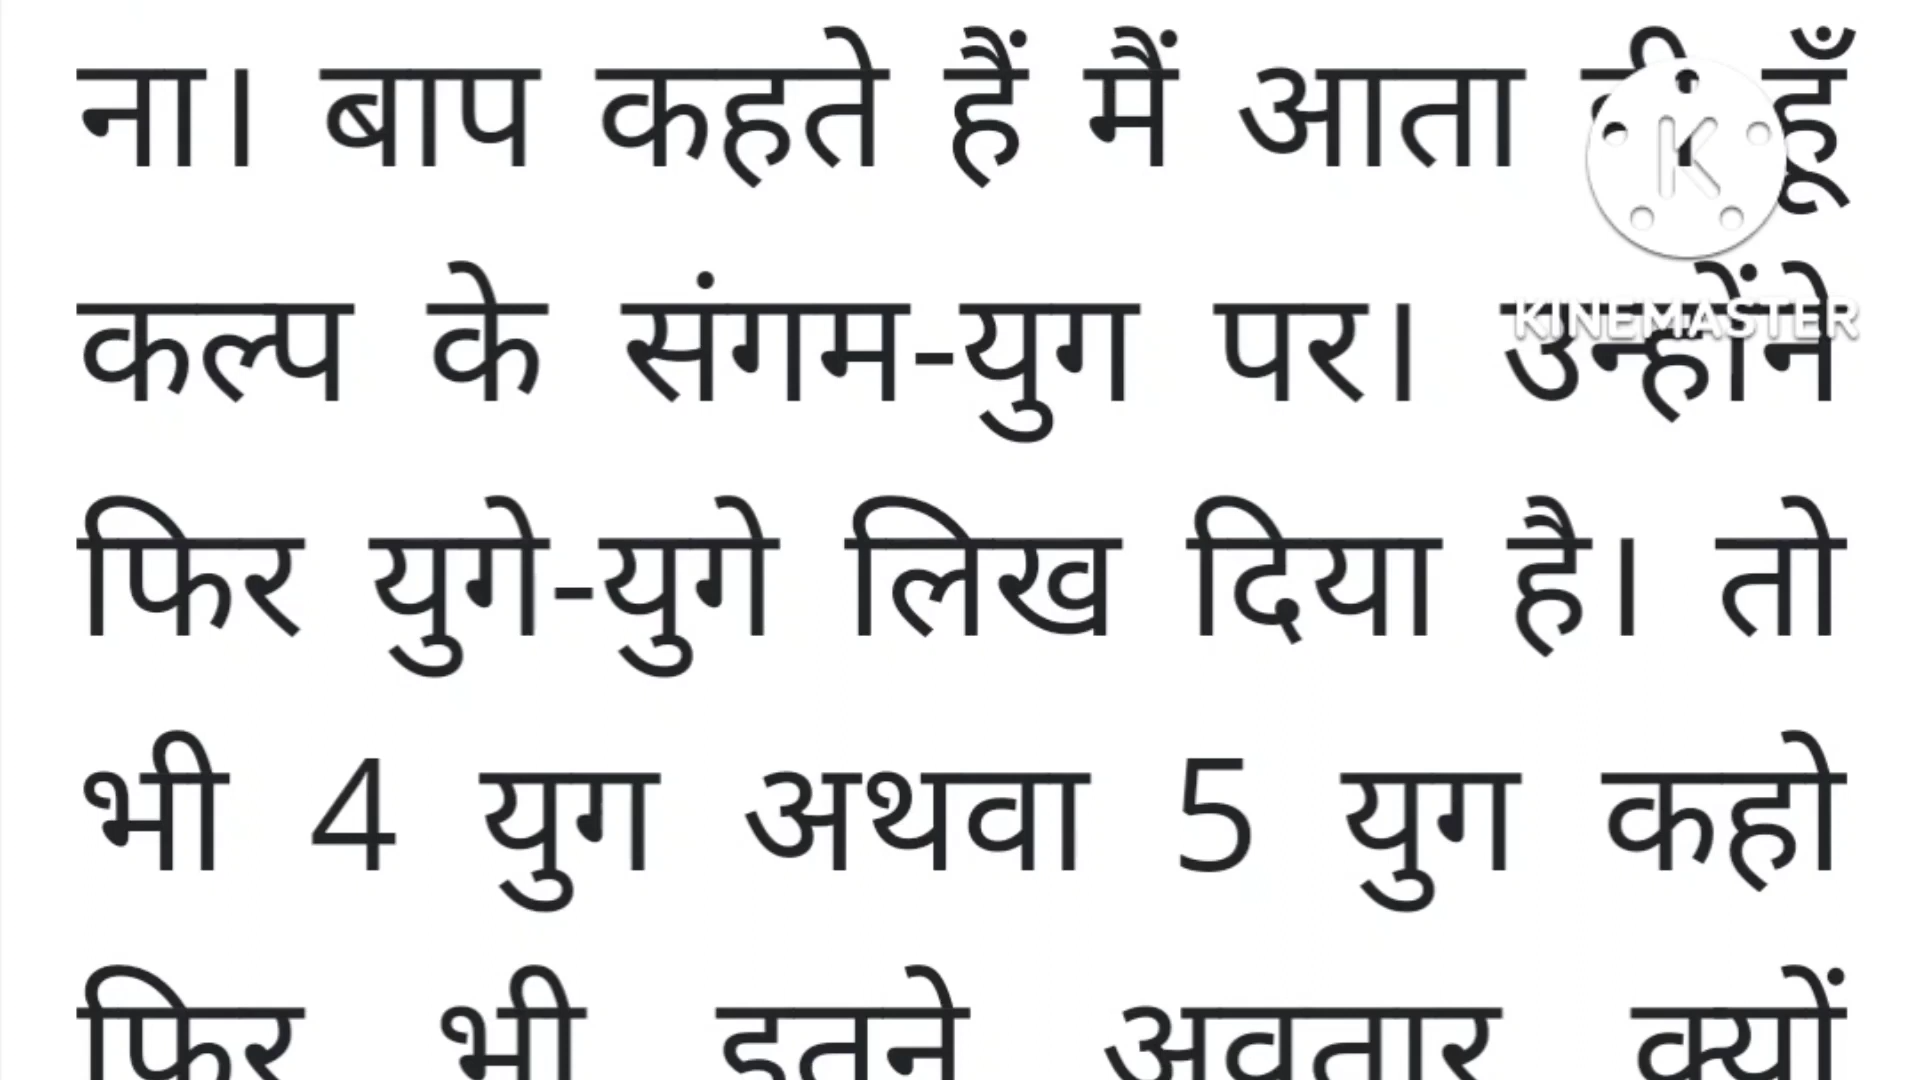 ना। बाप कहते हैं मैं आता ही हूँ
कल्प के संगम-युग पर। उन्होंने
फिर युगे-युगे लिख दिया है। तो
भी 4 युग अथवा 5 युग कहो
फिर भी इतने अवतार क्यों
KINEMASTER